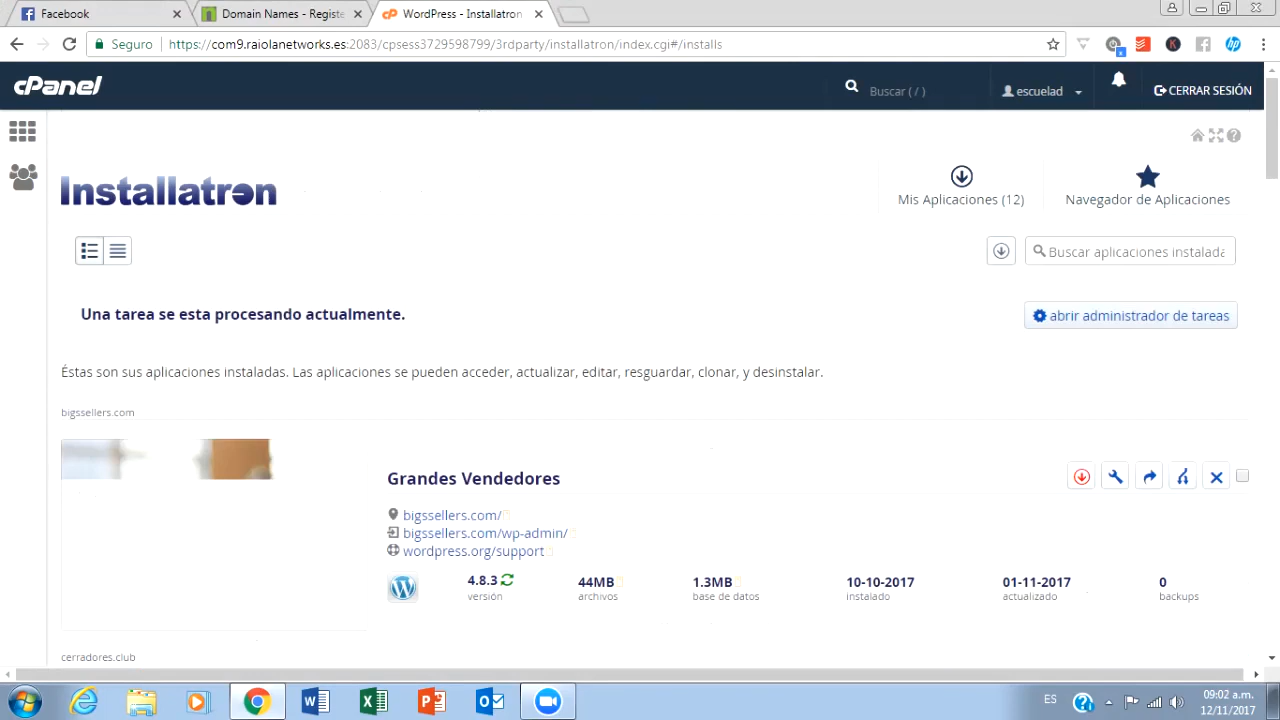 Facebook
Domain Names - Registe
WordPress - Installatron
Seguro https://com9.raiolanetworks.es:2083/cpsess3729598799/3rdparty/installatron/index.cgi#/installs
cPanel
Buscar ( / )
escuelad
CERRAR SESIÓN
Installatron
Mis Aplicaciones (12)
Navegador de Aplicaciones
Buscar aplicaciones instalada
Una tarea se esta procesando actualmente.
abrir administrador de tareas
Éstas son sus aplicaciones instaladas. Las aplicaciones se pueden acceder, actualizar, editar, resguardar, clonar, y desinstalar.
bigssellers.com
Grandes Vendedores
bigssellers.com/
bigssellers.com/wp-admin/
wordpress.org/support
4.8.3 44MB 1.3MB 10-10-2017 01-11-2017 0
versión archivos base de datos instalado actualizado backups
cerradores.club
ES
09:02 a.m.
12/11/2017